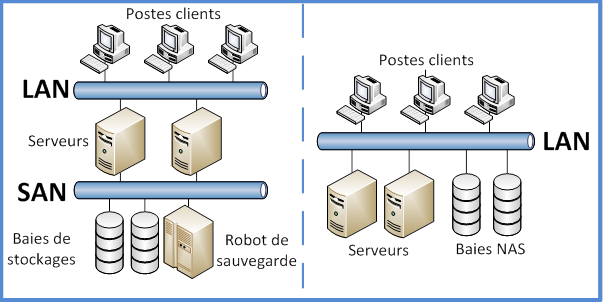 Postes clients
LAN
Serveurs
SAN
Baies de
stockages
Robot de
sauvegarde
Postes clients
LAN
Serveurs
Baies NAS